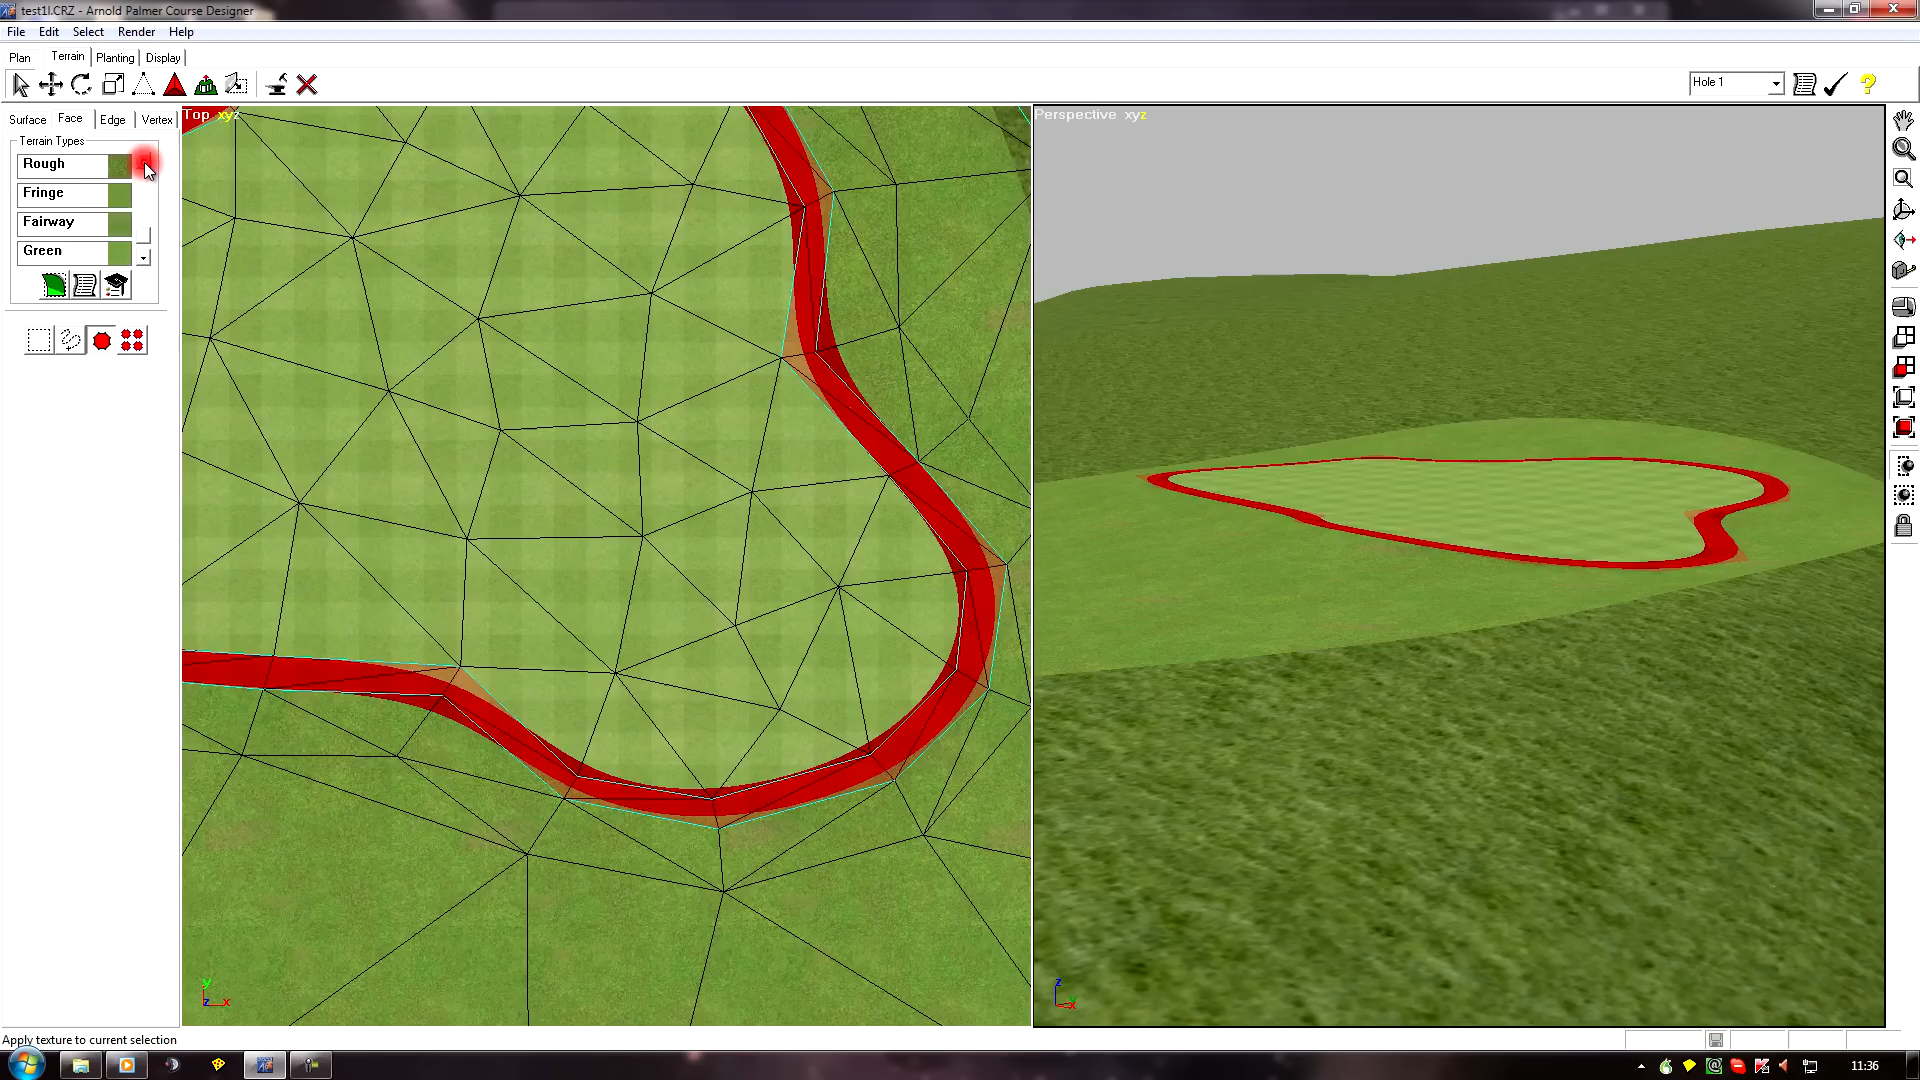 test1l.CRZ - Arnold Palmer Course Designer
File Edit Select Render Help
Plan Terrain Planting Display
Hole 1
Surface Face Edge Vertex
Terrain Types
Rough
Fringe
Fairway
Green
Top xyz
Perspective xyz
y
z x
z
Apply texture to current selection
11:36